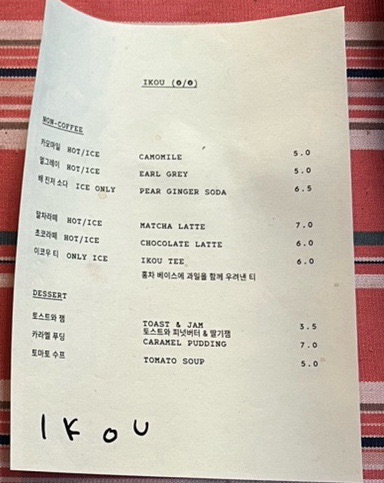 IKOU (❷/❷)
NON-COFFEE
카모마일 HOT/ICE CAMOMILE 5.0
얼그레이 HOT/ICE EARL GREY 5.0
배 진저 소다 ICE ONLY PEAR GINGER SODA 6.5
말차라떼 HOT/ICE MATCHA LATTE 7.0
초코라떼 HOT/ICE CHOCOLATE LATTE 6.0
이코우 티 ONLY ICE IKOU TEE 6.0
홍차 베이스에 과일을 함께 우려낸 티
DESSERT
토스트와 잼 TOAST & JAM 3.5
토스트와 피넛버터 & 딸기잼
카라멜 푸딩 CARAMEL PUDDING 7.0
토마토 수프 TOMATO SOUP 5.0
IKOU